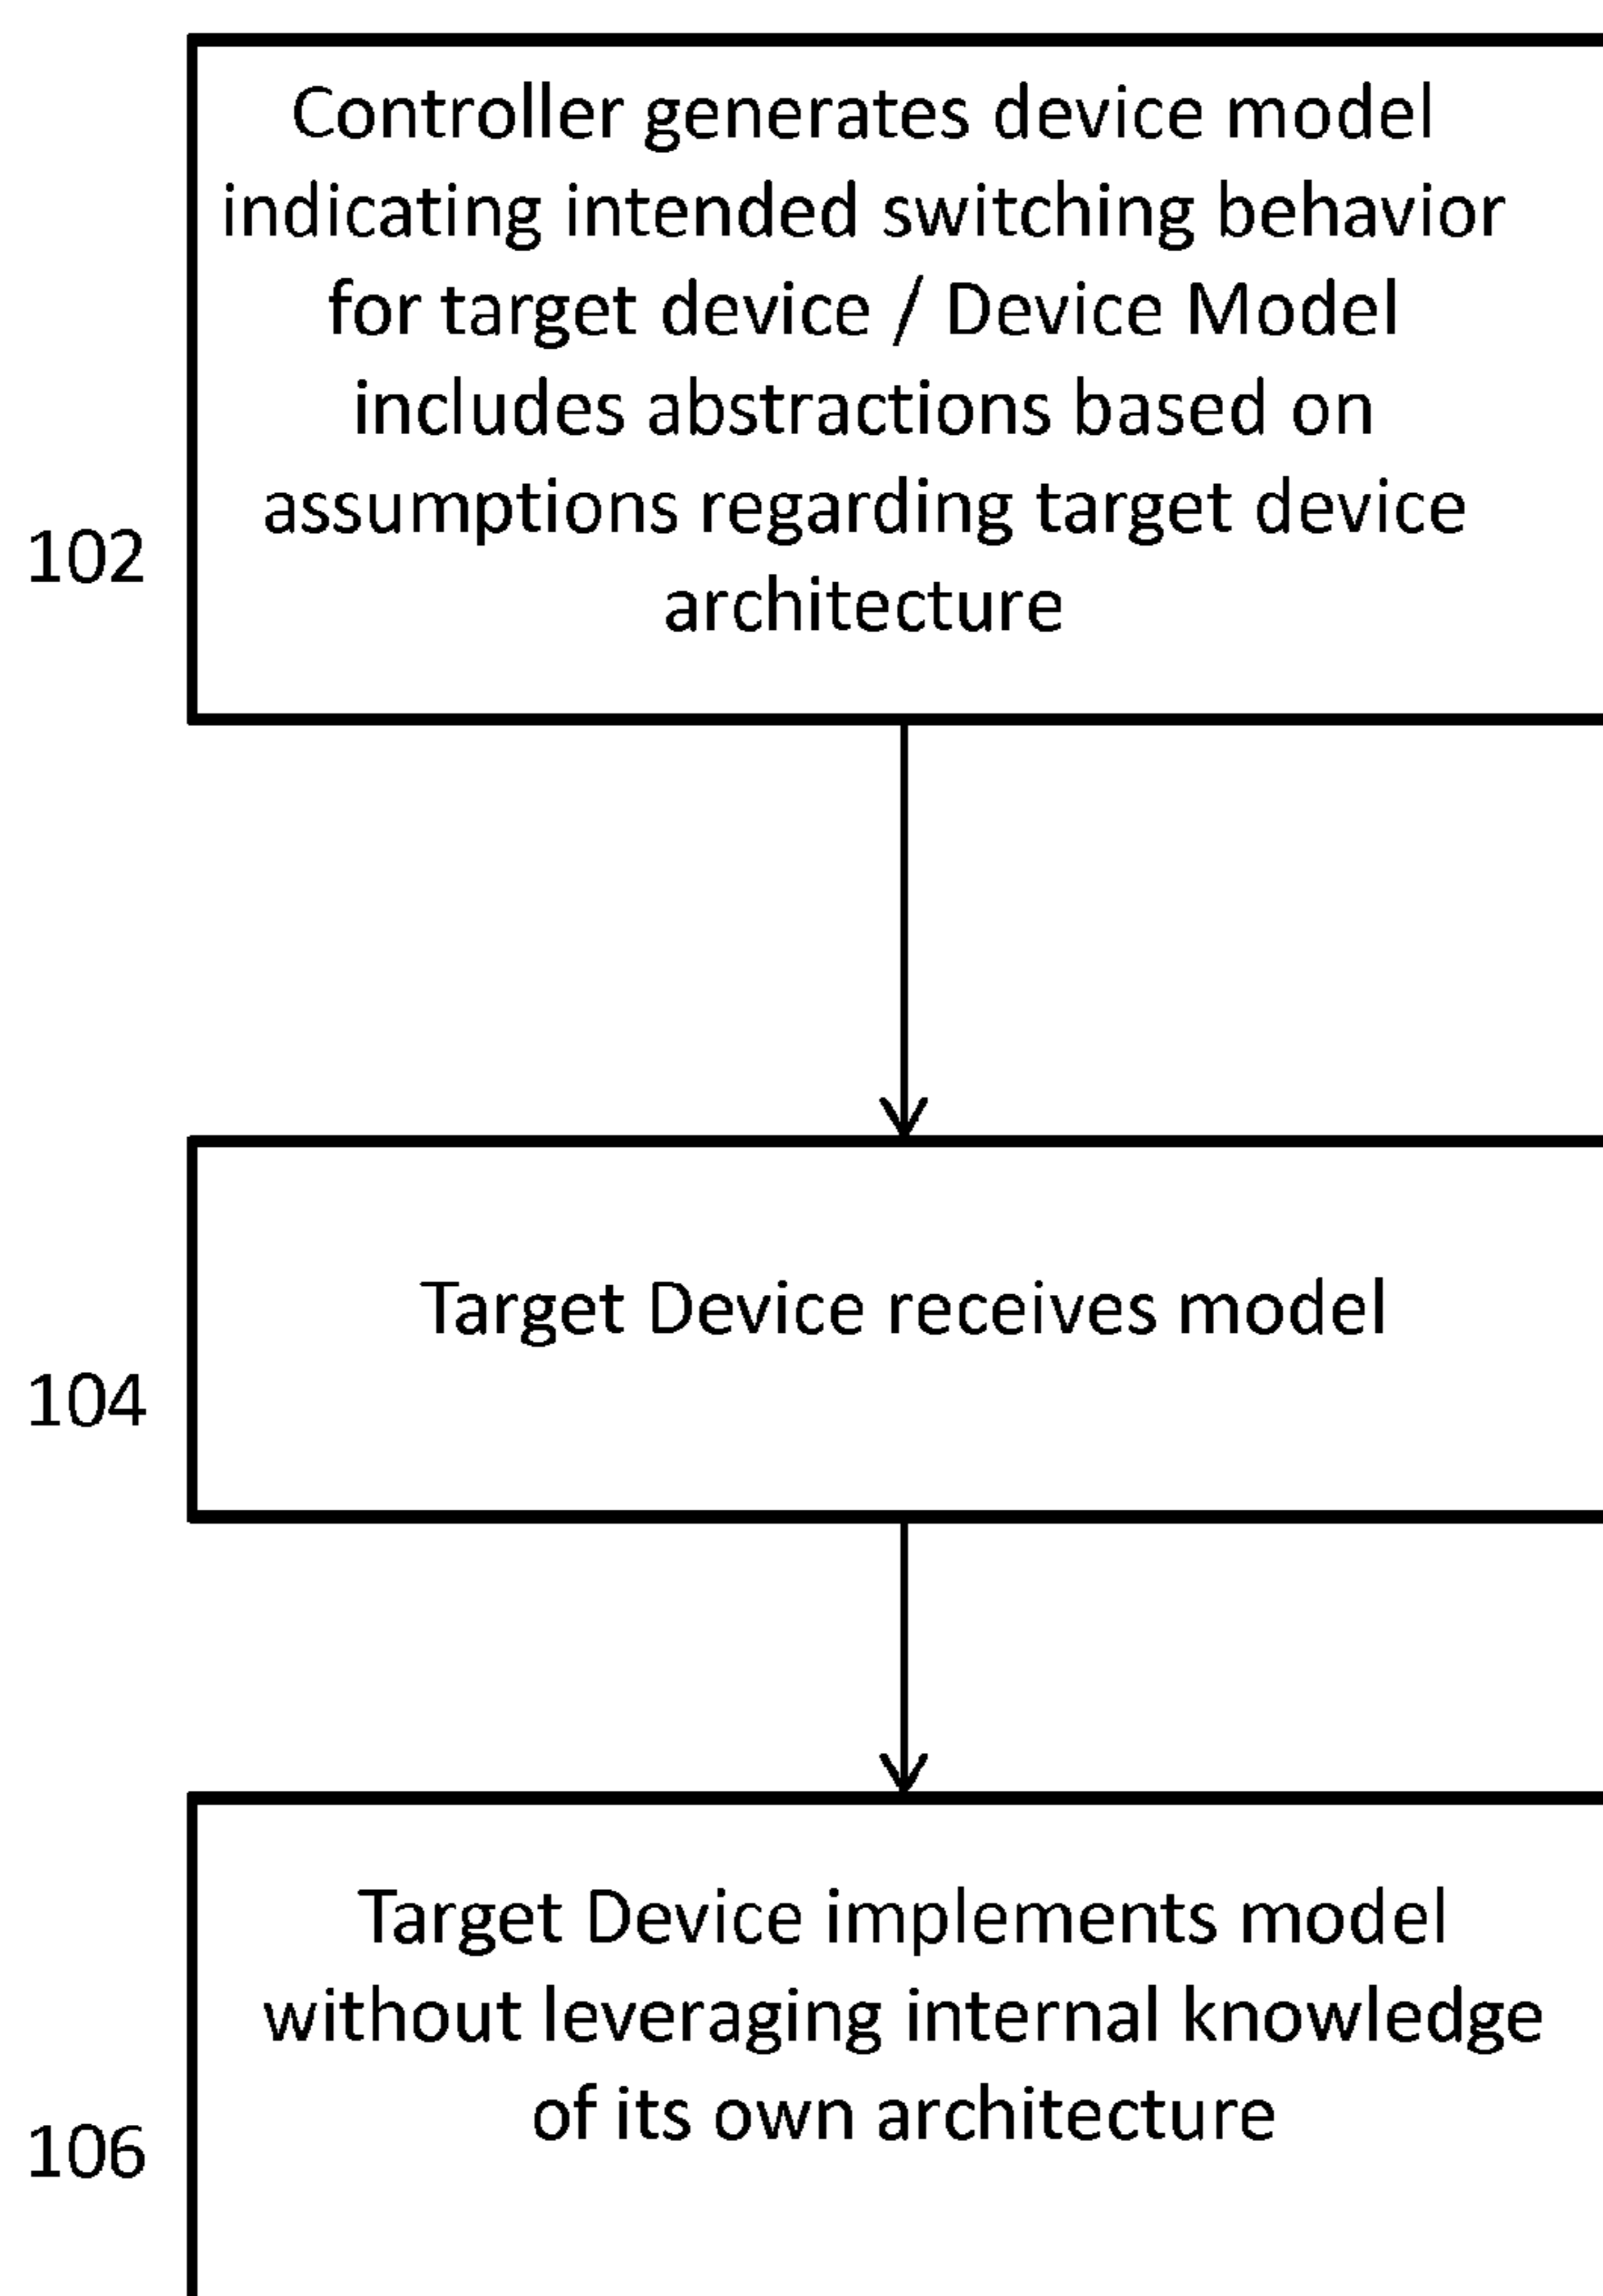 Controller generates device model
indicating intended switching behavior
for target device / Device Model
includes abstractions based on
assumptions regarding target device
architecture
102
Target Device receives model
104
Target Device implements model
without leveraging internal knowledge
of its own architecture
106